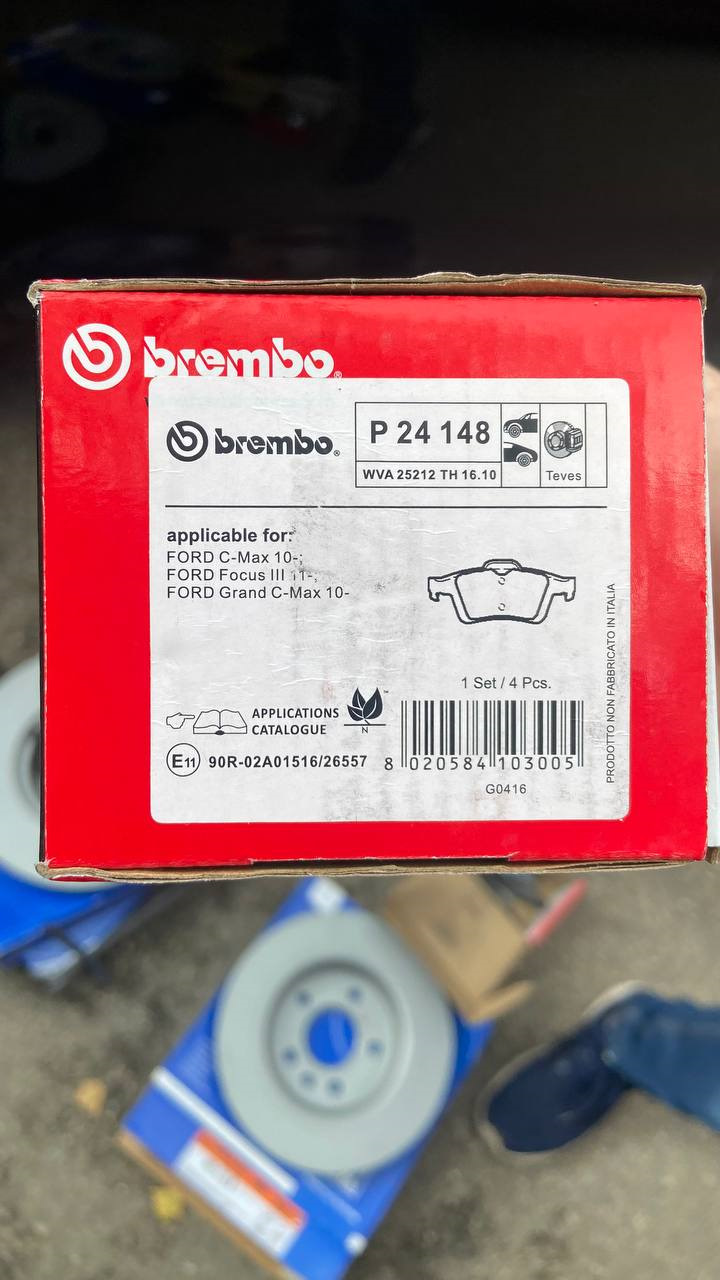 brembo®
brembo®
P 24 148
WVA 25212 TH 16.10
Teves
applicable for:
FORD C-Max 10-;
FORD Focus III 11-;
FORD Grand C-Max 10-
1 Set / 4 Pcs.
APPLICATIONS
CATALOGUE
™
N
E11 90R-02A01516/26557
8 020584 103005
G0416
PRODOTTO NON FABBRICATO IN ITALIA